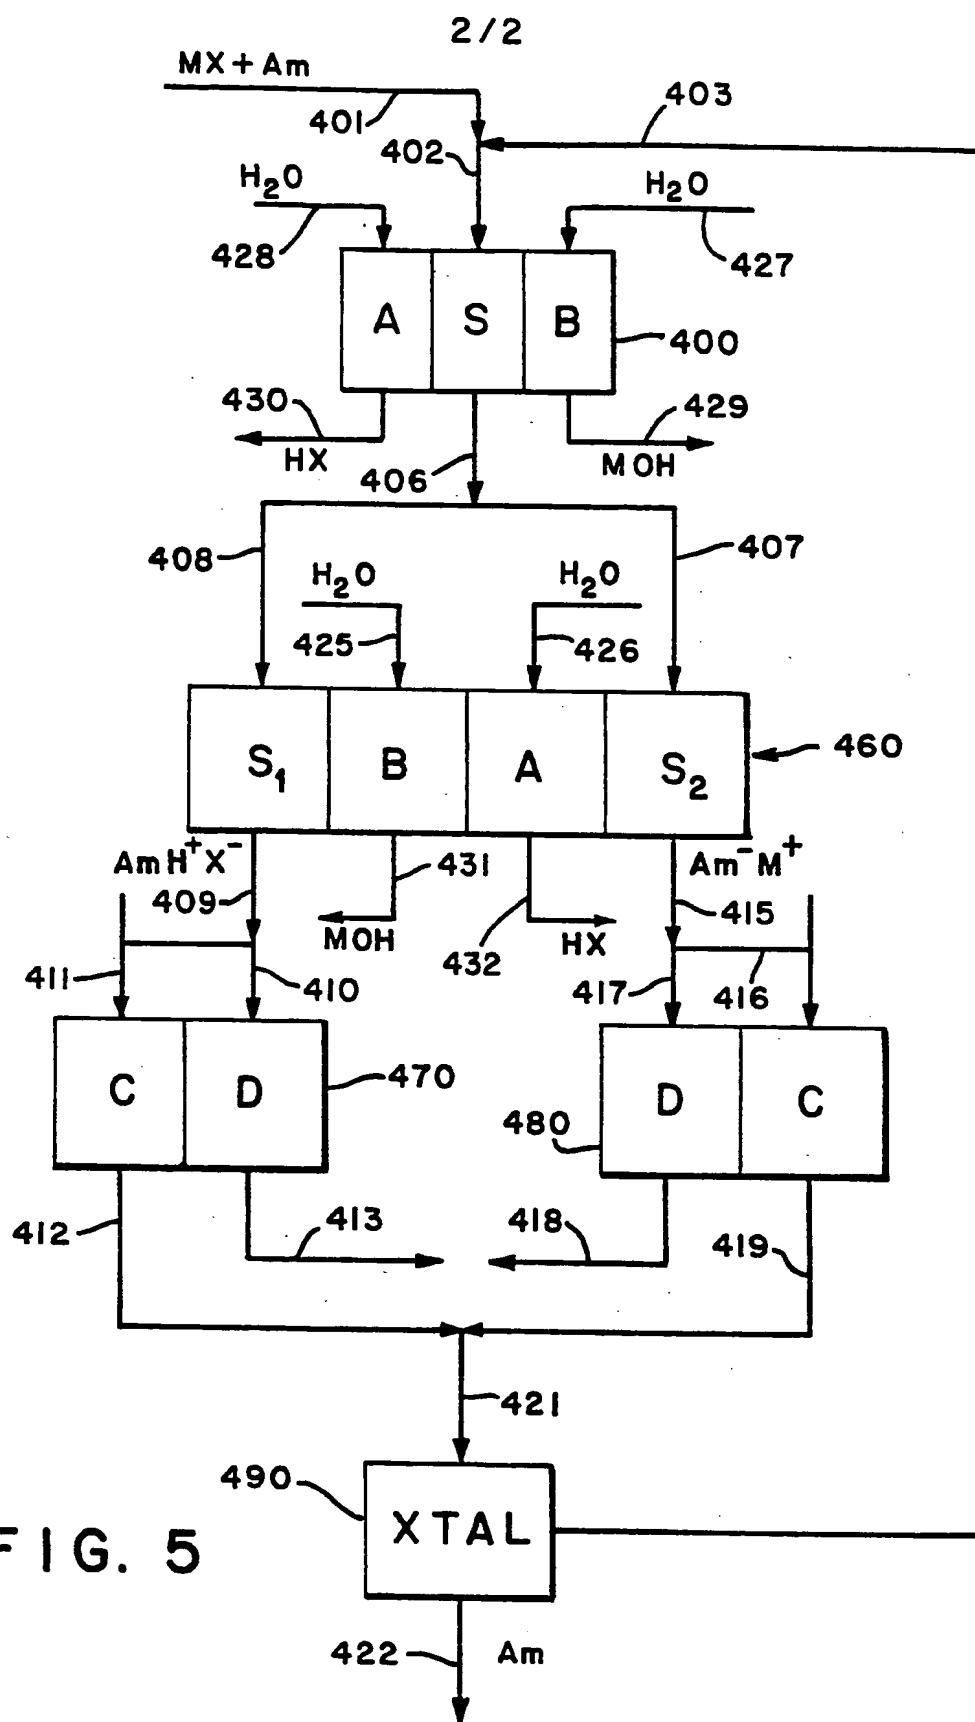 2/2
MX + Am
401
403
402
H₂O
H₂O
428
427
A
S
B
400
430
429
HX
406
MOH
408
407
H₂O
H₂O
425
426
S₁
B
A
S₂
460
AmH⁺X⁻
431
Am⁻M⁺
409
415
MOH
432
HX
411
410
417
416
C
D
470
480
D
C
412
413
418
419
421
490
XTAL
FIG. 5
422
Am